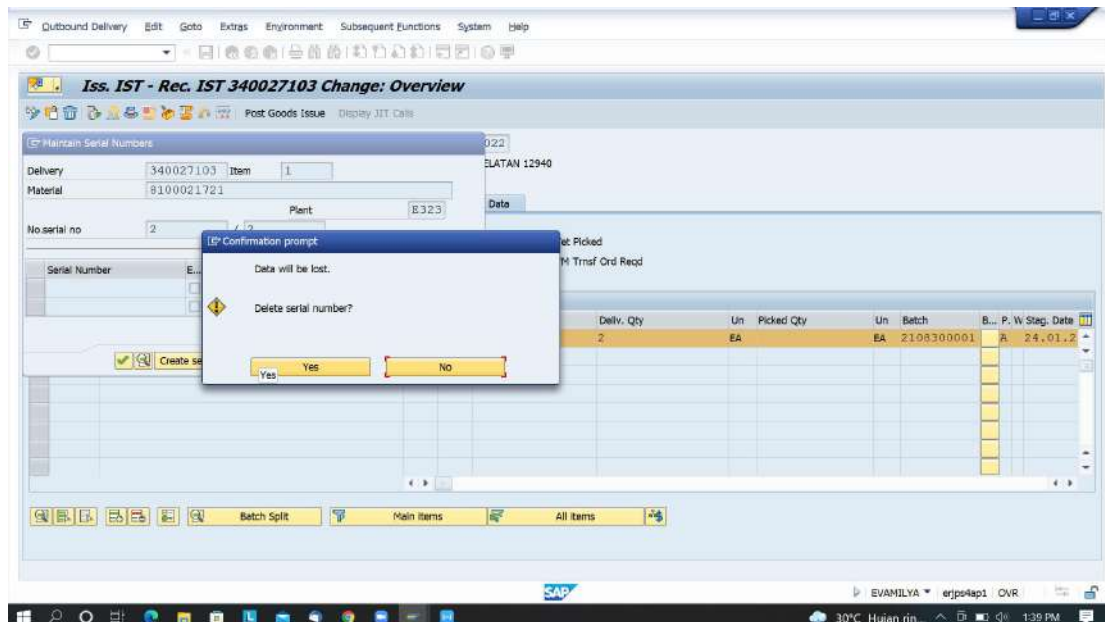 Outbound Delivery Edit Goto Extras Environment Subsequent Functions System Help
Iss. IST - Rec. IST 340027103 Change: Overview
Post Goods Issue Display JIT Calls
Maintain Serial Numbers
022
Delivery 340027103 Item 1
ELATAN 12940
Material 8100021721
Plant E323
Data
No.serial no 2 / 2
Confirmation prompt
et Picked
Data will be lost.
M Trnsf Ord Reqd
Serial Number E...
Delete serial number?
Deliv. Qty Un Picked Qty Un Batch B... P. W Stag. Date
2 EA EA 2108300001 A 24.01.2
Create se
Yes No
Yes
Batch Split Main items All items
SAP
EVAMILYA erjps4ap1 OVR
30°C Hujan rin... 1:39 PM